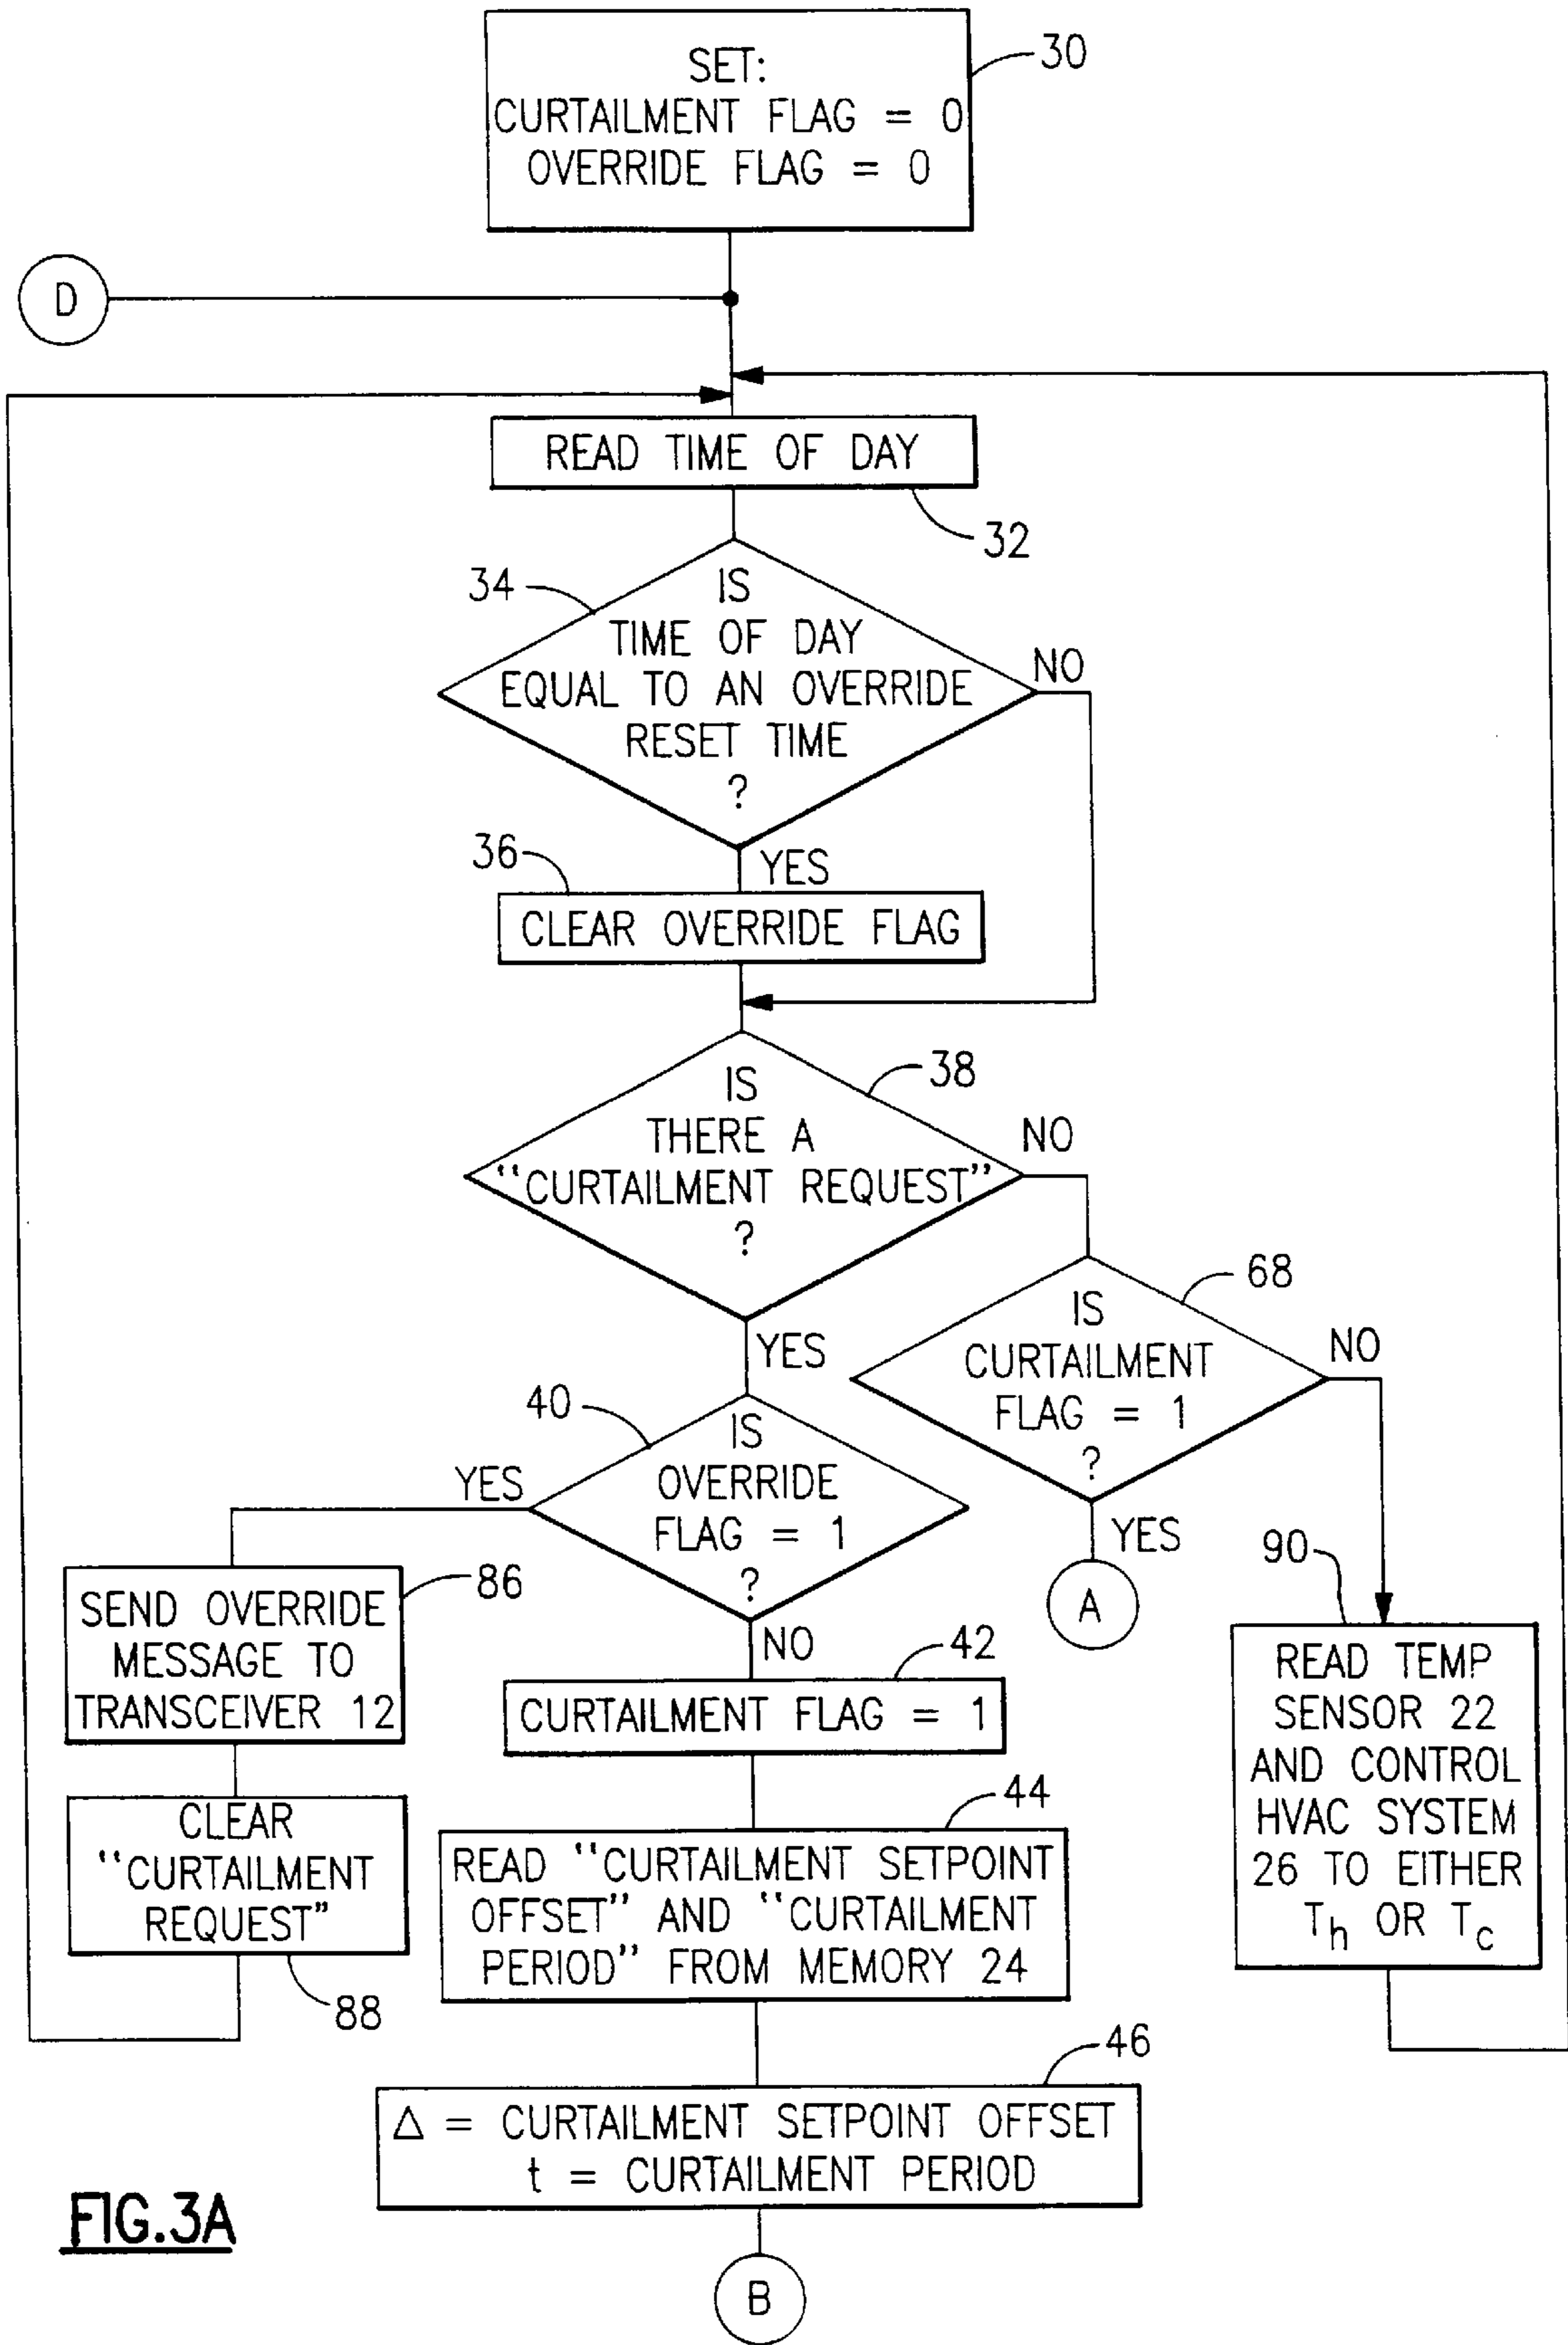 SET:
CURTAILMENT FLAG = 0
OVERRIDE FLAG = 0
30
D
READ TIME OF DAY
32
34
IS
TIME OF DAY
EQUAL TO AN OVERRIDE
RESET TIME
?
NO
YES
36
CLEAR OVERRIDE FLAG
38
IS
THERE A
"CURTAILMENT REQUEST"
?
NO
YES
68
IS
CURTAILMENT
FLAG = 1
?
NO
YES
A
40
IS
OVERRIDE
FLAG = 1
?
YES
NO
86
SEND OVERRIDE
MESSAGE TO
TRANSCEIVER 12
CLEAR
"CURTAILMENT
REQUEST"
88
42
CURTAILMENT FLAG = 1
44
READ "CURTAILMENT SETPOINT
OFFSET" AND "CURTAILMENT
PERIOD" FROM MEMORY 24
90
READ TEMP
SENSOR 22
AND CONTROL
HVAC SYSTEM
26 TO EITHER
Th OR Tc
46
Δ = CURTAILMENT SETPOINT OFFSET
t = CURTAILMENT PERIOD
B
FIG.3A